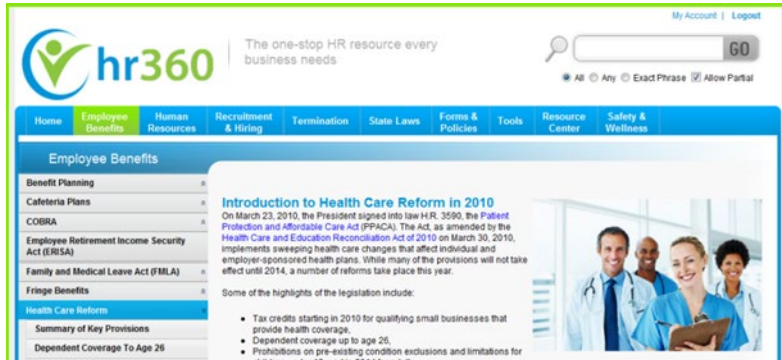 My Account | Logout
hr360
The one-stop HR resource every
business needs
GO
All Any Exact Phrase Allow Partial
Home
Employee
Benefits
Human
Resources
Recruitment
& Hiring
Termination
State Laws
Forms &
Policies
Tools
Resource
Center
Safety &
Wellness
Employee Benefits
Benefit Planning
Cafeteria Plans
COBRA
Employee Retirement Income Security
Act (ERISA)
Family and Medical Leave Act (FMLA)
Fringe Benefits
Health Care Reform
Summary of Key Provisions
Dependent Coverage To Age 26
Introduction to Health Care Reform in 2010
On March 23, 2010, the President signed into law H.R. 3590, the Patient
Protection and Affordable Care Act (PPACA). The Act, as amended by the
Health Care and Education Reconciliation Act of 2010 on March 30, 2010,
implements sweeping health care changes that affect individual and
employer-sponsored health plans. While many of the provisions will not take
effect until 2014, a number of reforms take place this year.
Some of the highlights of the legislation include:
Tax credits starting in 2010 for qualifying small businesses that
provide health coverage,
Dependent coverage up to age 26,
Prohibitions on pre-existing condition exclusions and limitations for